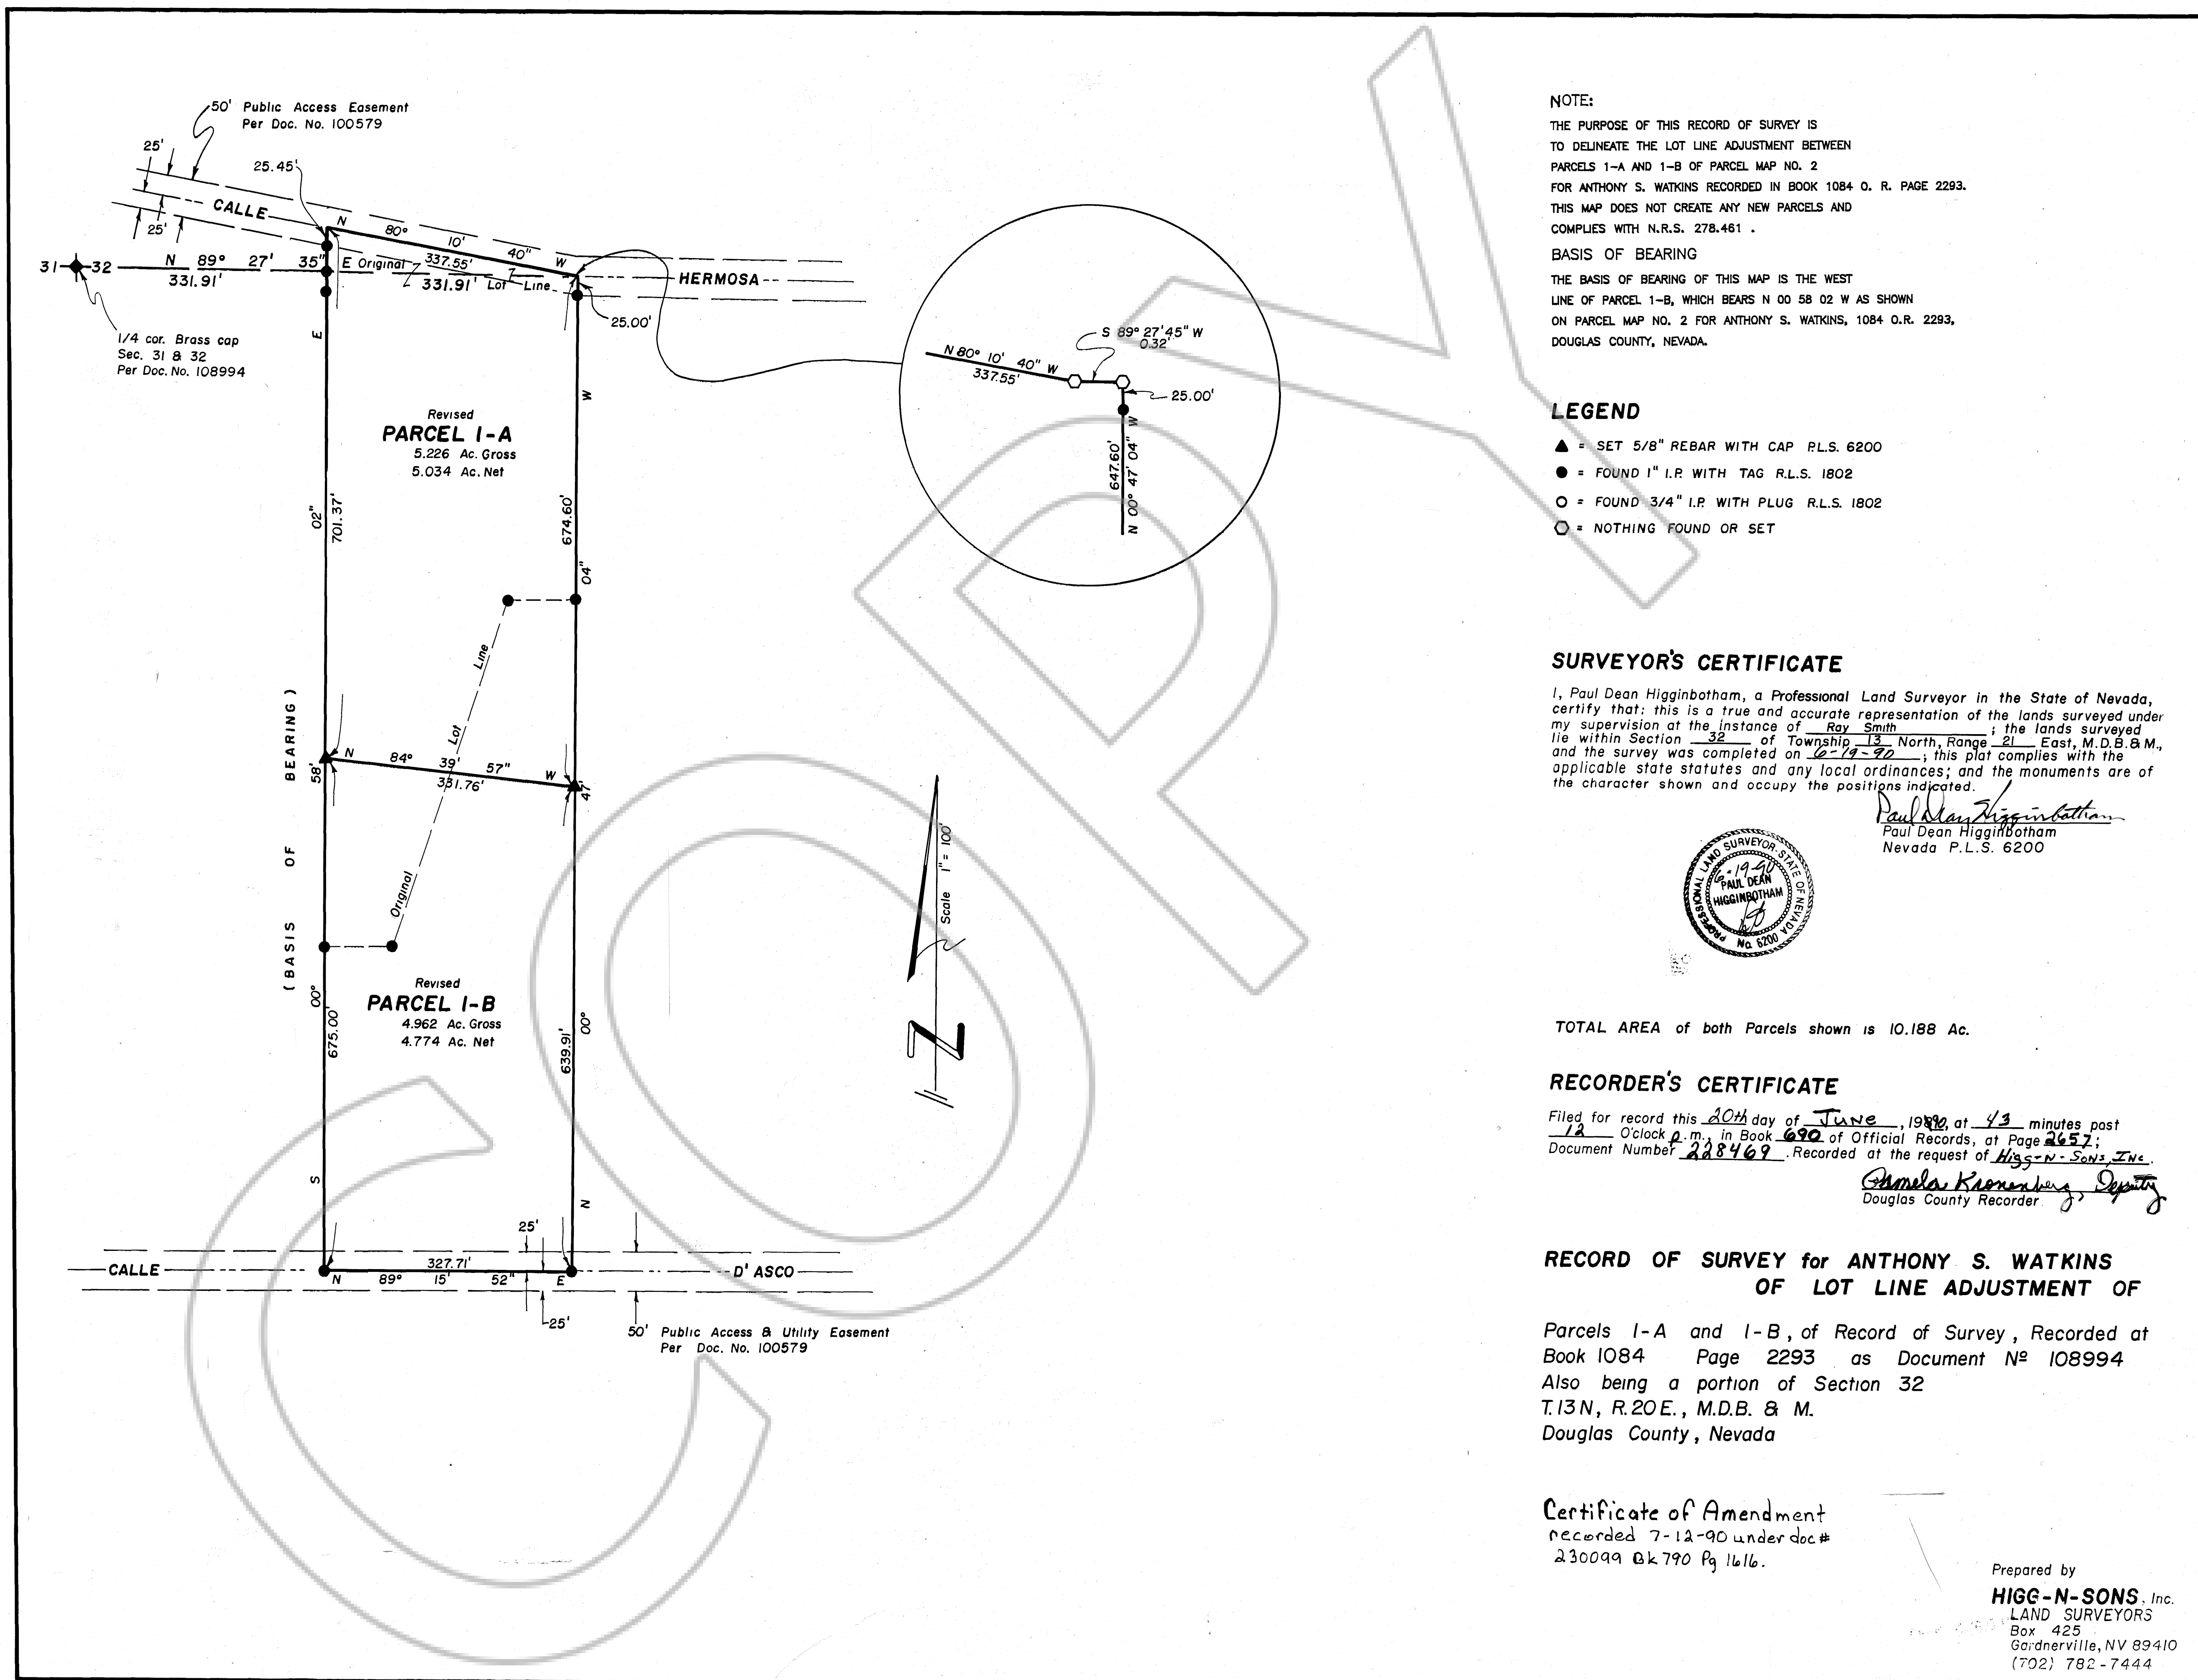 50' Public Access Easement
Per Doc. No. 100579
25'
25.45'
CALLE
25'
N 80° 10' 40" W
337.55'
31 32 N 89° 27' 35" E Original
331.91'
331.91' Lot Line
HERMOSA
25.00'
1/4 cor. Brass cap
Sec. 31 & 32
Per Doc. No. 108994
S 89° 27' 45" W
0.32'
N 80° 10' 40" W
337.55'
25.00'
647.60'
N 00° 47' 04" W
Revised
PARCEL 1-A
5.226 Ac. Gross
5.034 Ac. Net
S 00° 58' 02" E
701.37'
674.60'
N 00° 47' 04" W
Original Lot Line
(BASIS OF BEARING)
N 84° 39' 57" W
331.76'
Revised
PARCEL 1-B
4.962 Ac. Gross
4.774 Ac. Net
675.00'
639.91'
Scale 1" = 100'
N
25'
CALLE
327.71'
N 89° 15' 52" E
D' ASCO
25'
50' Public Access & Utility Easement
Per Doc. No. 100579
NOTE:
THE PURPOSE OF THIS RECORD OF SURVEY IS
TO DELINEATE THE LOT LINE ADJUSTMENT BETWEEN
PARCELS 1-A AND 1-B OF PARCEL MAP NO. 2
FOR ANTHONY S. WATKINS RECORDED IN BOOK 1084 O. R. PAGE 2293.
THIS MAP DOES NOT CREATE ANY NEW PARCELS AND
COMPLIES WITH N.R.S. 278.461 .
BASIS OF BEARING
THE BASIS OF BEARING OF THIS MAP IS THE WEST
LINE OF PARCEL 1-B, WHICH BEARS N 00 58 02 W AS SHOWN
ON PARCEL MAP NO. 2 FOR ANTHONY S. WATKINS, 1084 O.R. 2293,
DOUGLAS COUNTY, NEVADA.
LEGEND
= SET 5/8" REBAR WITH CAP P.L.S. 6200
= FOUND 1" I.P. WITH TAG R.L.S. 1802
= FOUND 3/4" I.P. WITH PLUG R.L.S. 1802
= NOTHING FOUND OR SET
SURVEYOR'S CERTIFICATE
I, Paul Dean Higginbotham, a Professional Land Surveyor in the State of Nevada,
certify that: this is a true and accurate representation of the lands surveyed under
my supervision at the instance of Ray Smith ; the lands surveyed
lie within Section 32 of Township 13 North, Range 21 East, M.D.B.& M.,
and the survey was completed on 6-19-90 ; this plat complies with the
applicable state statutes and any local ordinances; and the monuments are of
the character shown and occupy the positions indicated.
Paul Dean Higginbotham
Paul Dean Higginbotham
Nevada P.L.S. 6200
PROFESSIONAL LAND SURVEYOR-STATE OF NEVADA
6-19-90
PAUL DEAN
HIGGINBOTHAM
No. 6200
TOTAL AREA of both Parcels shown is 10.188 Ac.
RECORDER'S CERTIFICATE
Filed for record this 20th day of June , 1990, at 43 minutes past
12 O'clock p.m., in Book 690 of Official Records, at Page 2657;
Document Number 228469 . Recorded at the request of Higg-N-Sons, Inc.
Pamela Kronenberg, Deputy
Douglas County Recorder
RECORD OF SURVEY for ANTHONY S. WATKINS
OF LOT LINE ADJUSTMENT OF
Parcels 1-A and 1-B, of Record of Survey, Recorded at
Book 1084 Page 2293 as Document Nº 108994
Also being a portion of Section 32
T.13N, R.20E., M.D.B. & M.
Douglas County, Nevada
Certificate of Amendment
recorded 7-12-90 under doc#
230099 Bk 790 Pg 1616.
Prepared by
HIGG-N-SONS, Inc.
LAND SURVEYORS
Box 425
Gardnerville, NV 89410
(702) 782-7444
COPY